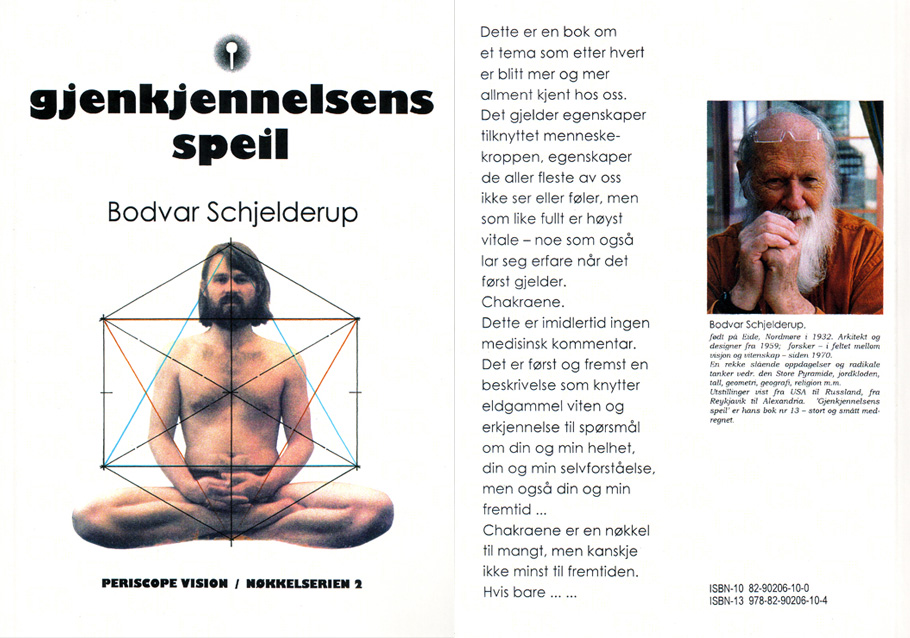 gjenkjennelsens
speil
Bodvar Schjelderup
PERISCOPE VISION / NØKKELSERIEN 2
Dette er en bok om
et tema som etter hvert
er blitt mer og mer
allment kjent hos oss.
Det gjelder egenskaper
tilknyttet menneske-
kroppen, egenskaper
de aller fleste av oss
ikke ser eller føler, men
som like fullt er høyst
vitale – noe som også
lar seg erfare når det
først gjelder.
Chakraene.
Dette er imidlertid ingen
medisinsk kommentar.
Det er først og fremst en
beskrivelse som knytter
eldgammel viten og
erkjennelse til spørsmål
om din og min helhet,
din og min selvforståelse,
men også din og min
fremtid ...
Chakraene er en nøkkel
til mangt, men kanskje
ikke minst til fremtiden.
Hvis bare ... ...
Bodvar Schjelderup,
født på Eide, Nordmøre i 1932. Arkitekt og
designer fra 1959; forsker – i feltet mellom
visjon og vitenskap – siden 1970.
En rekke slående oppdagelser og radikale
tanker vedr. den Store Pyramide, jordkloden,
tall, geometri, geografi, religion m.m.
Utstillinger vist fra USA til Russland, fra
Reykjavik til Alexandria. 'Gjenkjennelsens
speil' er hans bok nr 13 – stort og smått med-
regnet.
ISBN-10 82-90206-10-0
ISBN-13 978-82-90206-10-4